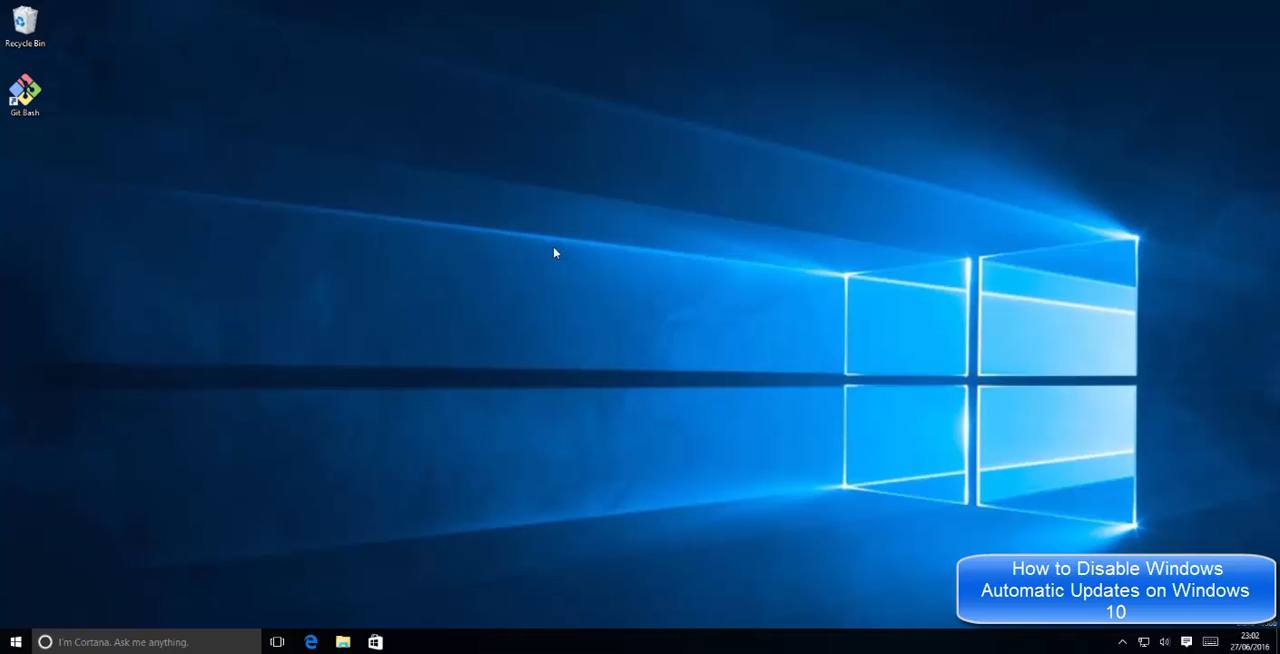 Recycle Bin
Git Bash
How to Disable Windows
Automatic Updates on Windows
10
I'm Cortana. Ask me anything.
23:02
27/06/2016